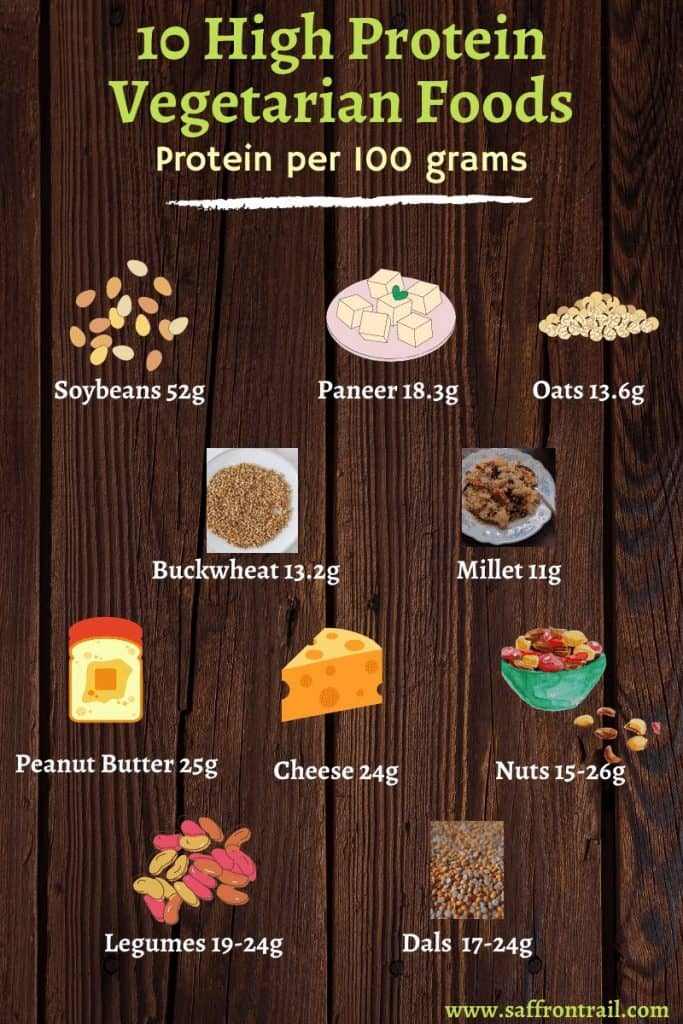 10 High Protein
Vegetarian Foods
Protein per 100 grams
Soybeans 52g
Paneer 18.3g
Oats 13.6g
Buckwheat 13.2g
Millet 11g
Peanut Butter 25g
Cheese 24g
Nuts 15-26g
Legumes 19-24g
Dals 17-24g
www.saffrontrail.com